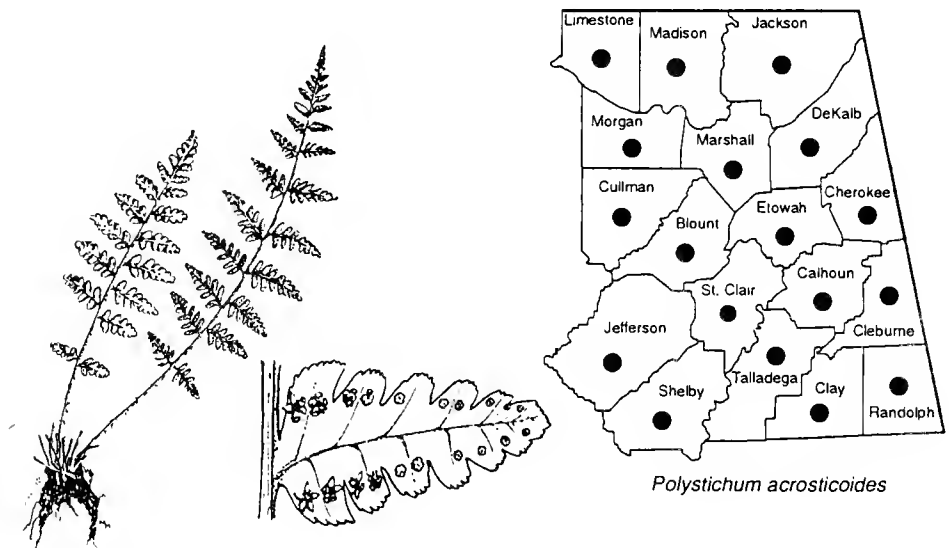 Limestone
Madison
Jackson
Morgan
Marshall
DeKalb
Cullman
Blount
Etowah
Cherokee
St. Clair
Calhoun
Jefferson
Cleburne
Shelby
Talladega
Clay
Randolph
Polystichum acrosticoides